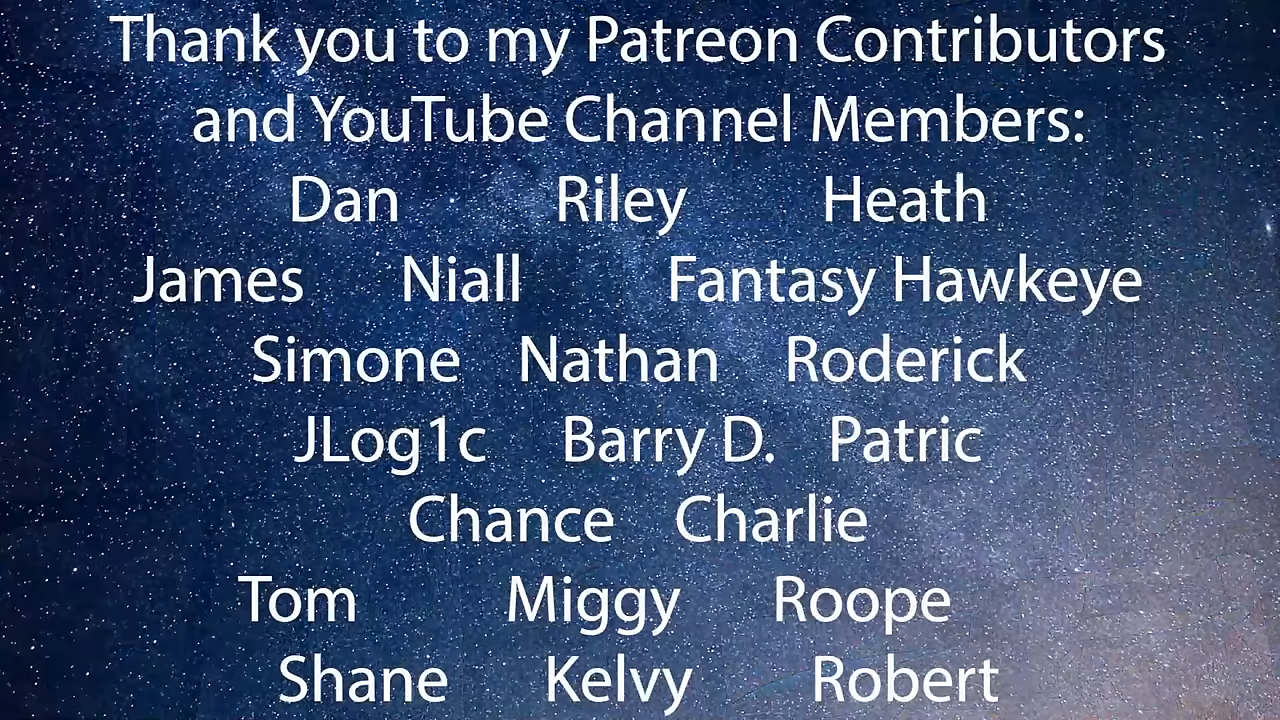 Thank you to my Patreon Contributors
and YouTube Channel Members:
Dan Riley Heath
James Niall Fantasy Hawkeye
Simone Nathan Roderick
JLog1c Barry D. Patric
Chance Charlie
Tom Miggy Roope
Shane Kelvy Robert